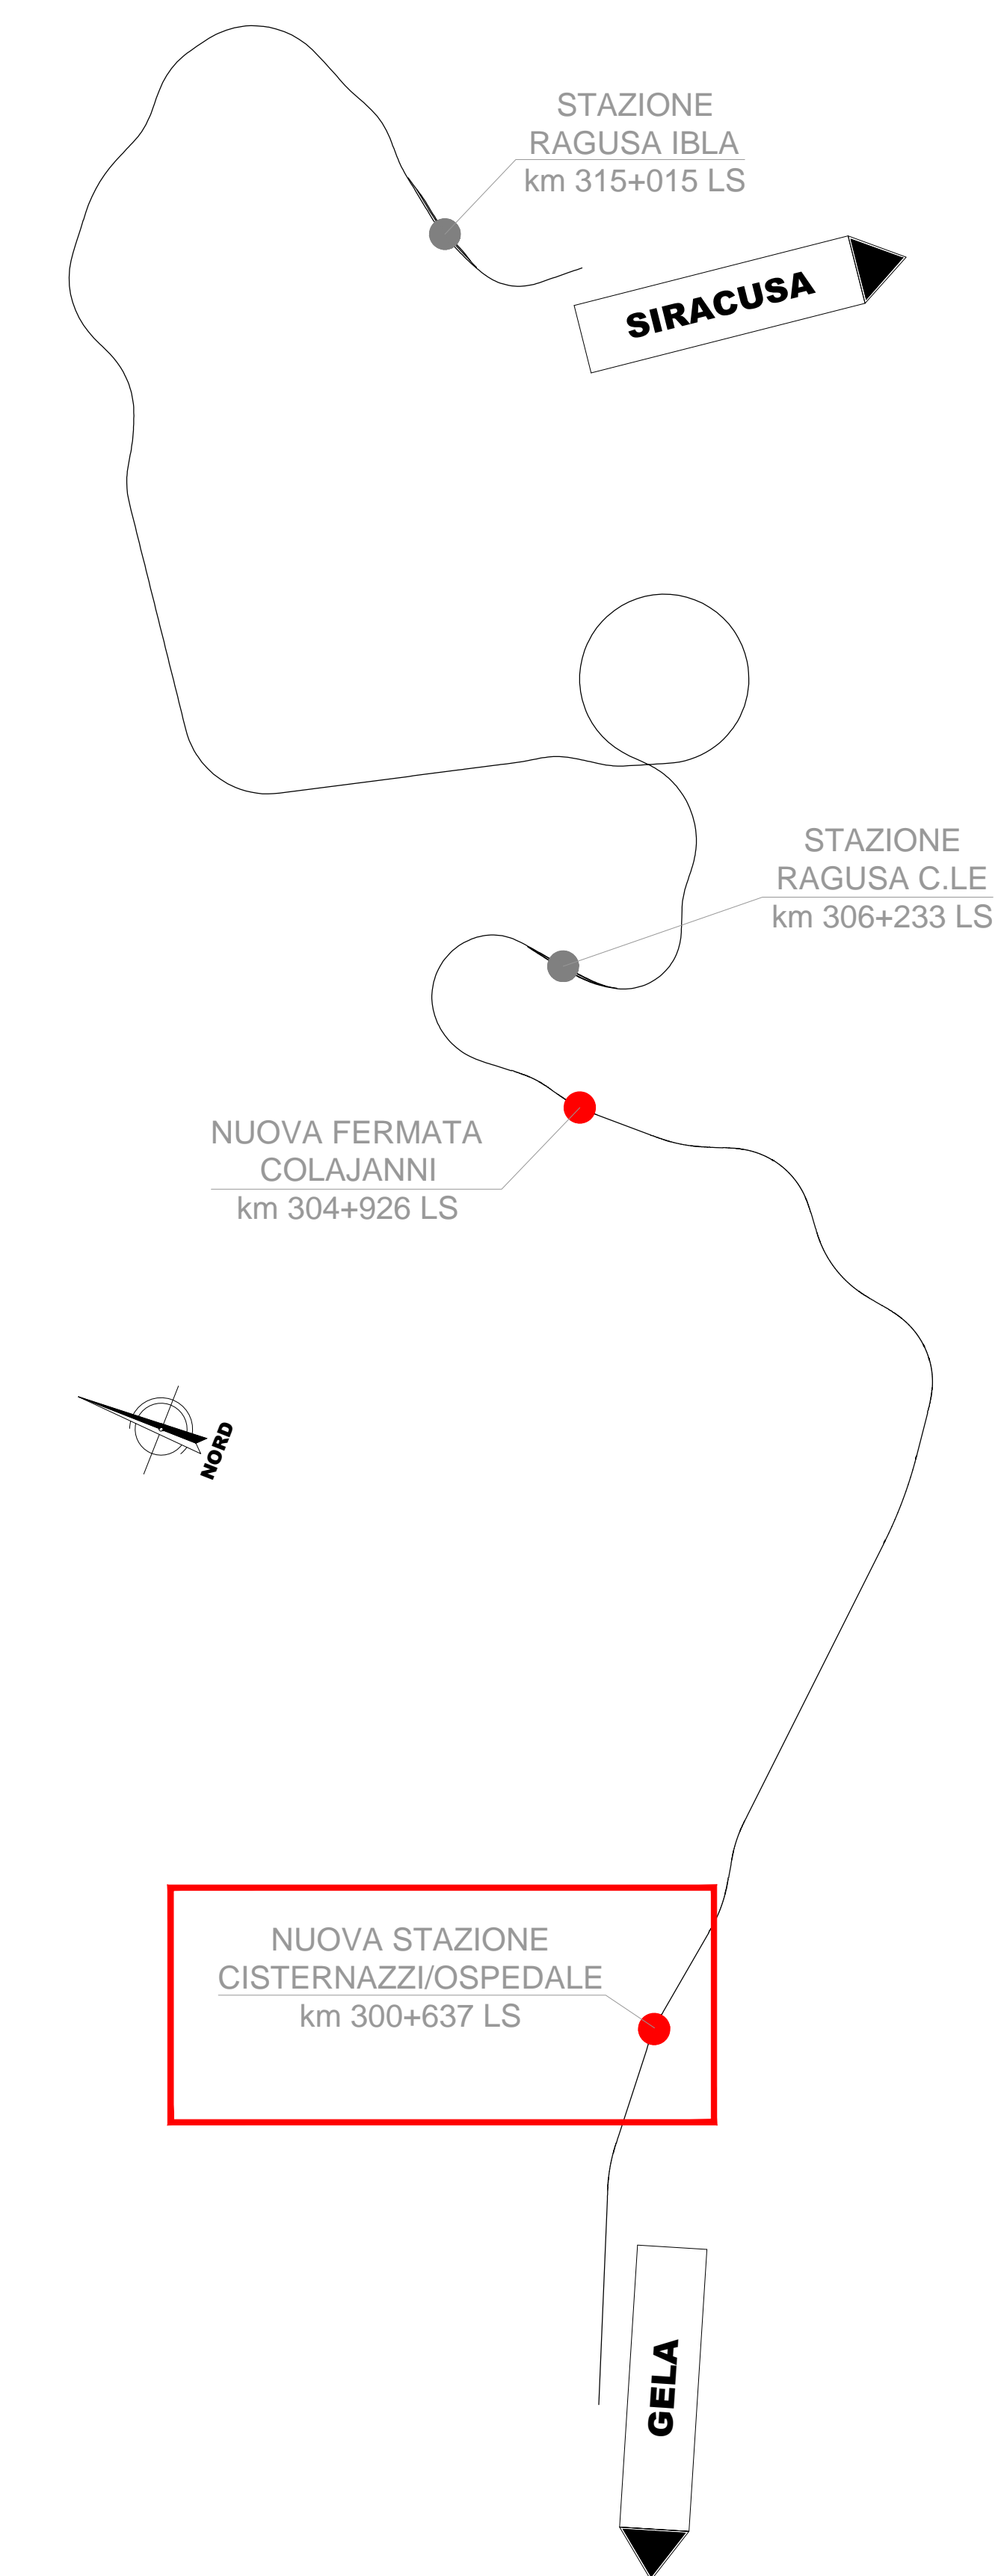 STAZIONE
RAGUSA IBLA
km 315+015 LS
SIRACUSA
STAZIONE
RAGUSA C.LE
km 306+233 LS
NUOVA FERMATA
COLAJANNI
km 304+926 LS
NORD
NUOVA STAZIONE
CISTERNAZZI/OSPEDALE
km 300+637 LS
GELA